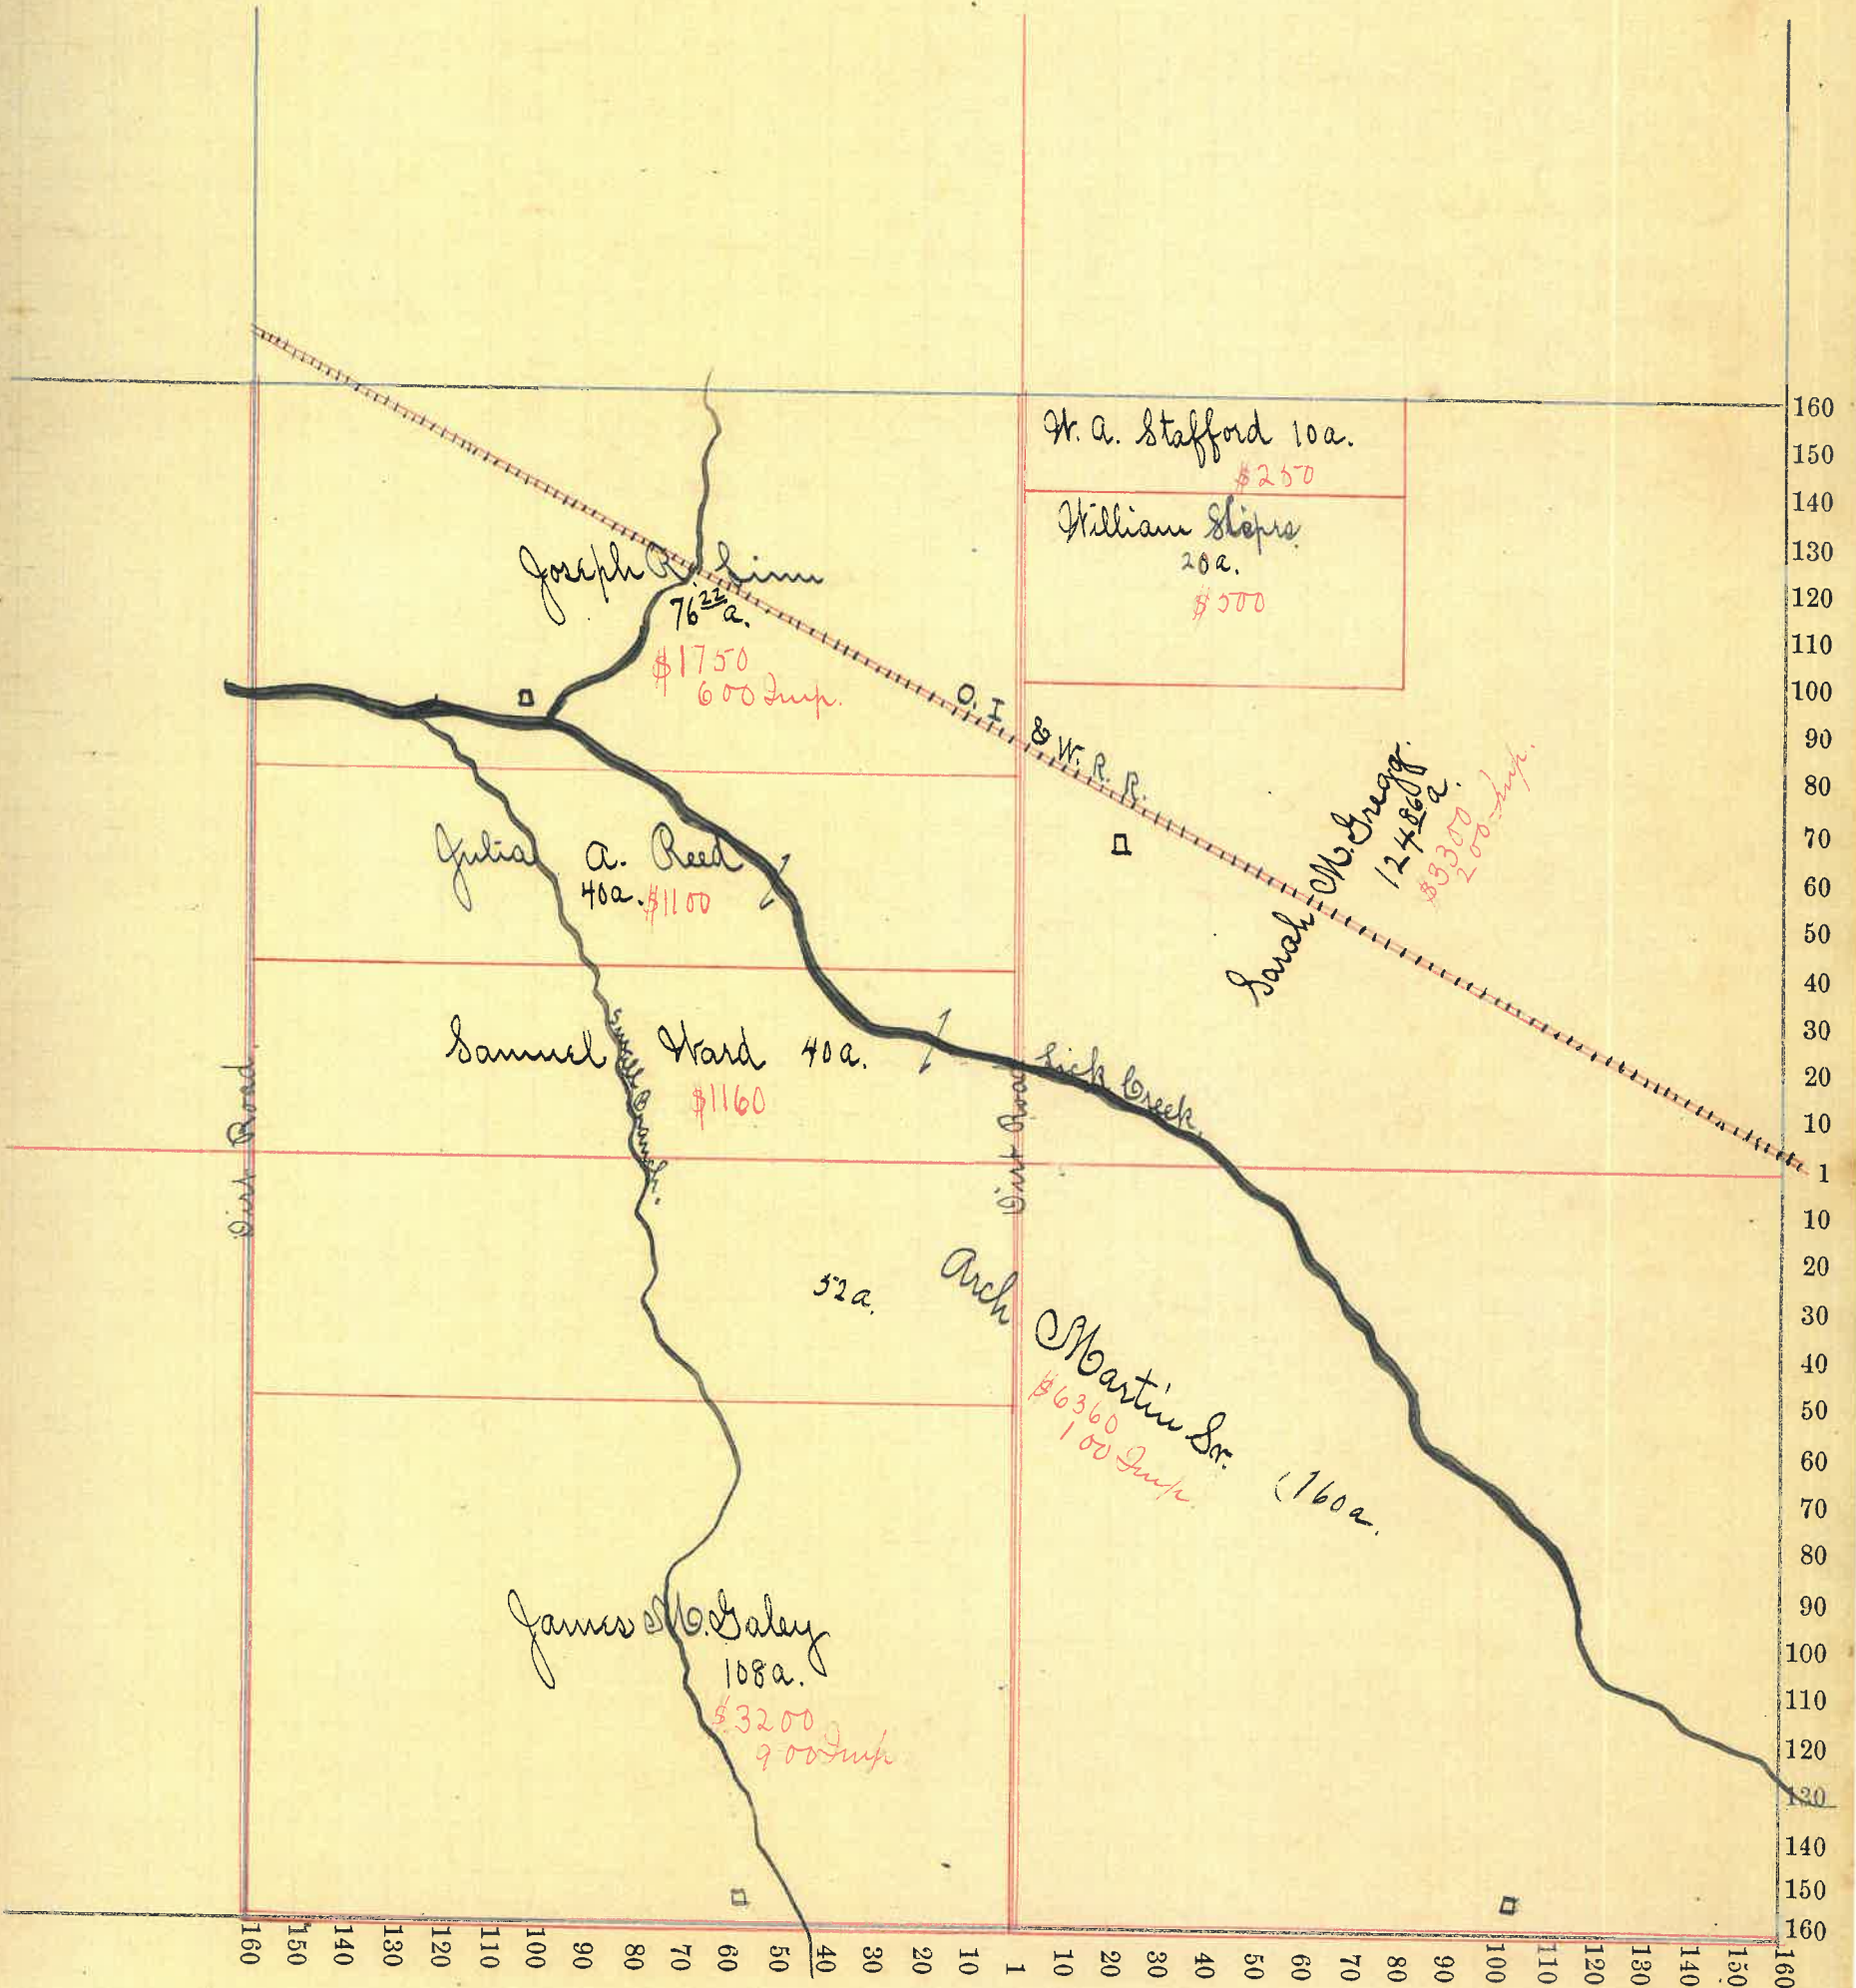 W. A. Stafford 10a.
$250
William Slipra
20a.
$500
Joseph R. Linn
76 22 a.
$1750
600 Imp.
O. I. & W. R. R.
Sarah M. Gregg.
124 86 a.
$3300
200 Imp.
Julia A. Reed
40a. $1100
Samuel Ward 40a.
$1160
Small Branch.
Lick Creek.
Dirt Road.
Dirt Road
52a.
Arch Martin Sr. (160a.
$6360
100 Imp.
James M. Galey
108a.
$3200
900 Imp
160
150
140
130
120
110
100
90
80
70
60
50
40
30
20
10
1
10
20
30
40
50
60
70
80
90
100
110
120
130
140
150
160
160 150 140 130 120 110 100 90 80 70 60 50 40 30 20 10 1 10 20 30 40 50 60 70 80 90 100 110 120 130 140 150 160